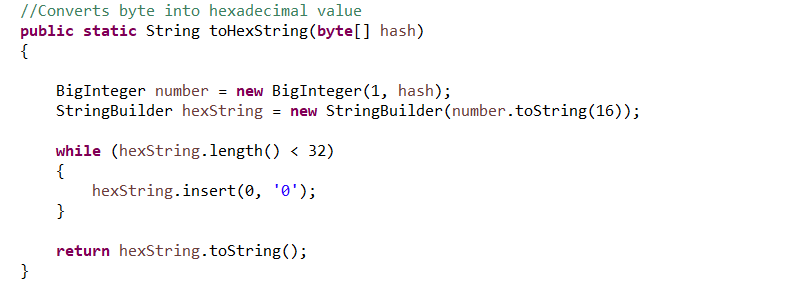 //Converts byte into hexadecimal value
public static String toHexString(byte[] hash)
{
BigInteger number = new BigInteger(1, hash);
StringBuilder hexString = new StringBuilder(number.toString(16));
while (hexString.length() < 32)
{
hexString.insert(0, '0');
}
return hexString.toString();
}